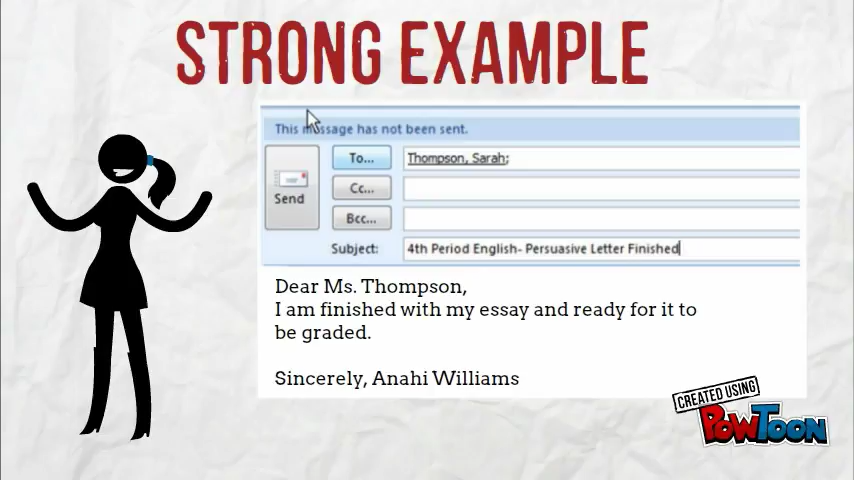 STRONG EXAMPLE
This message has not been sent.
To...
Thompson, Sarah;
Send
Cc...
Bcc...
Subject:
4th Period English- Persuasive Letter Finished
Dear Ms. Thompson,
I am finished with my essay and ready for it to
be graded.
Sincerely, Anahi Williams
CREATED USING
POWTOON